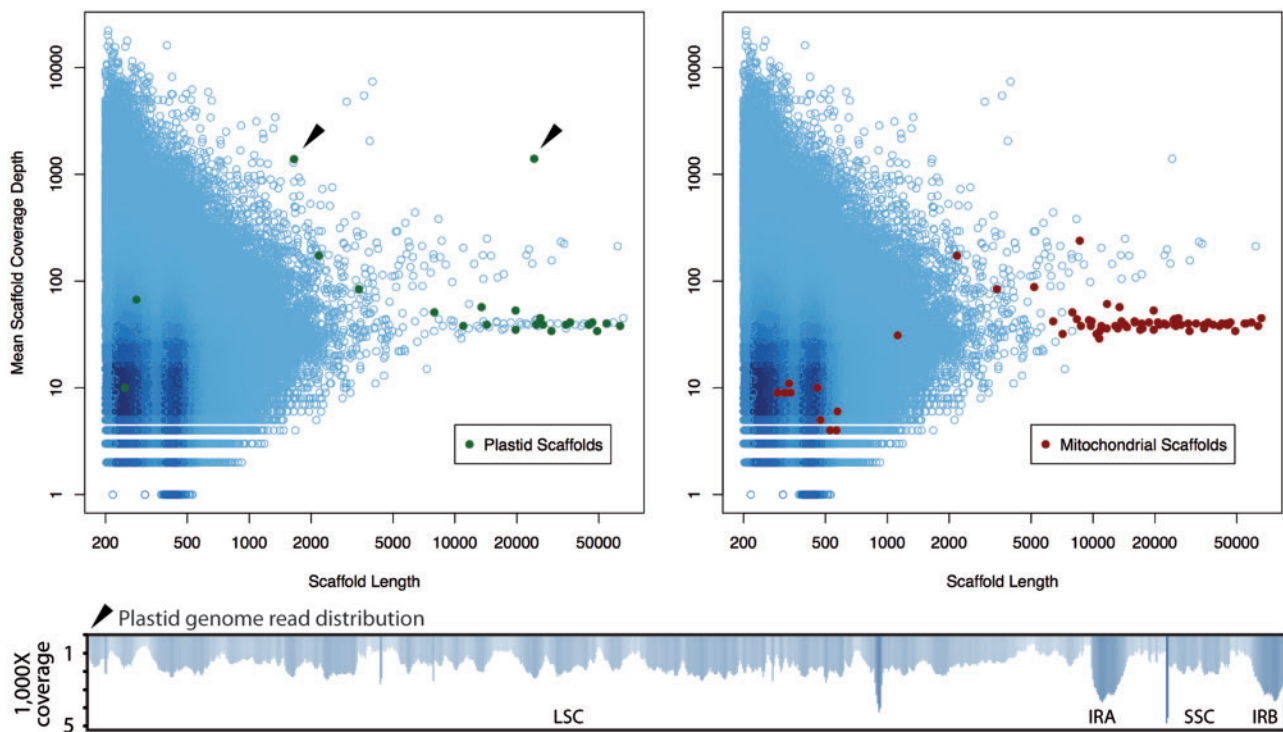 10000
1000
100
10
1
Mean Scaffold Coverage Depth
Plastid Scaffolds
200 500 1000 2000 5000 10000 20000 50000
Scaffold Length
10000
1000
100
10
1
Mitochondrial Scaffolds
200 500 1000 2000 5000 10000 20000 50000
Scaffold Length
Plastid genome read distribution
1,000X
coverage
1
5
LSC IRA SSC IRB